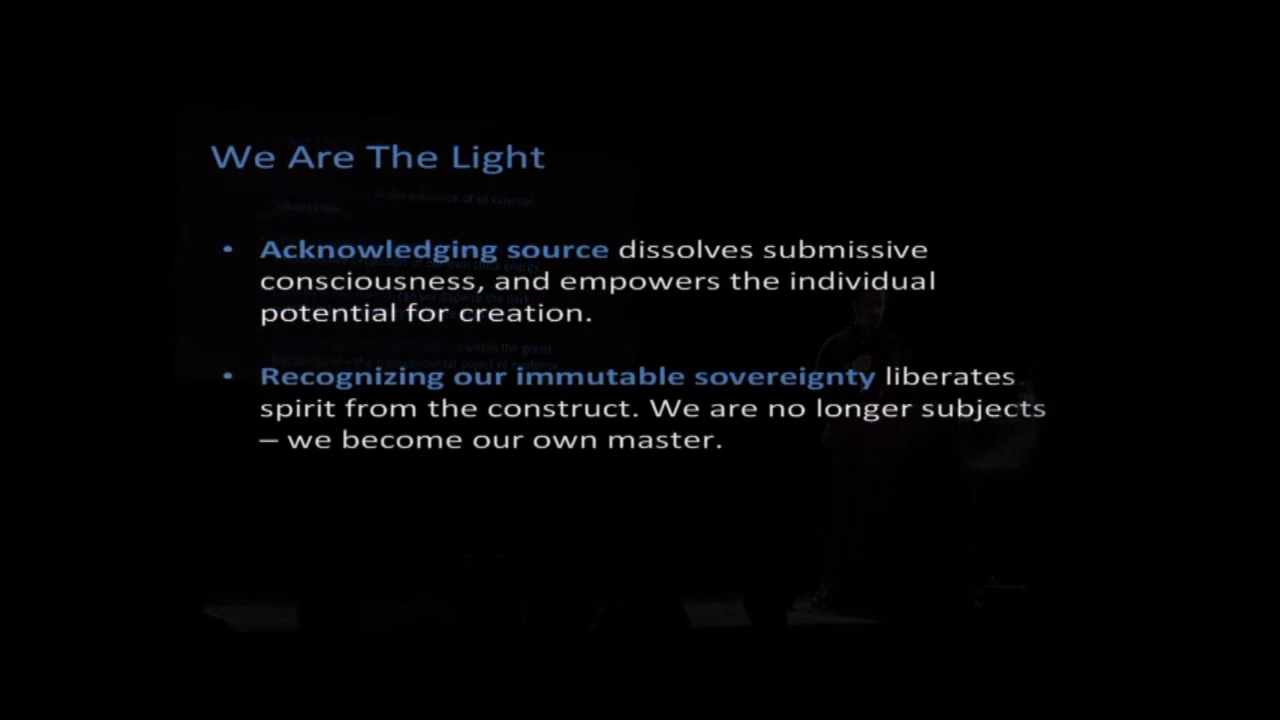 We Are The Light
• Acknowledging source dissolves submissive
consciousness, and empowers the individual
potential for creation.
• Recognizing our immutable sovereignty liberates
spirit from the construct. We are no longer subjects
– we become our own master.